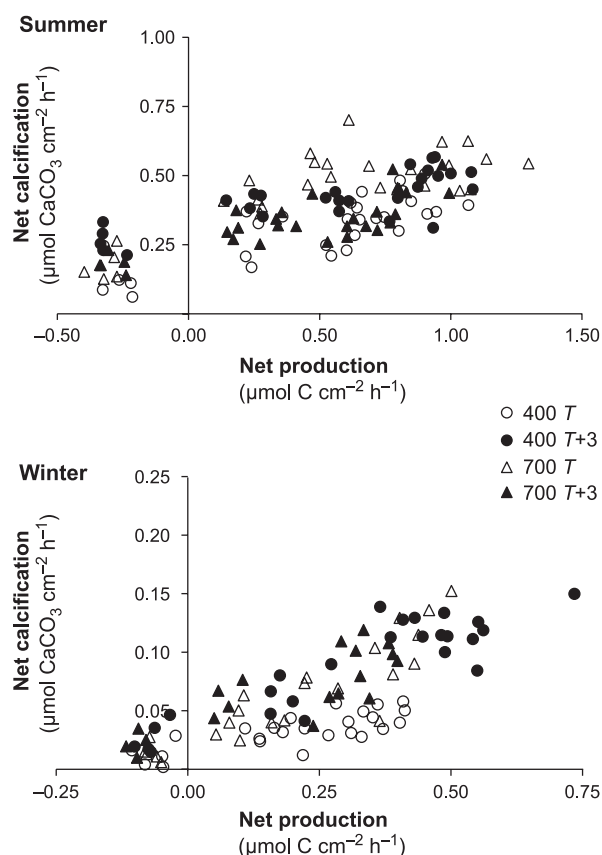 Summer
Net calcification
(µmol CaCO₃ cm⁻² h⁻¹)
1.00
0.75
0.50
0.25
–0.50
0.00
0.50
1.00
1.50
Net production
(µmol C cm⁻² h⁻¹)
400 T
400 T+3
700 T
700 T+3
Winter
Net calcification
(µmol CaCO₃ cm⁻² h⁻¹)
0.25
0.20
0.15
0.10
0.05
–0.25
0.00
0.25
0.50
0.75
Net production
(µmol C cm⁻² h⁻¹)